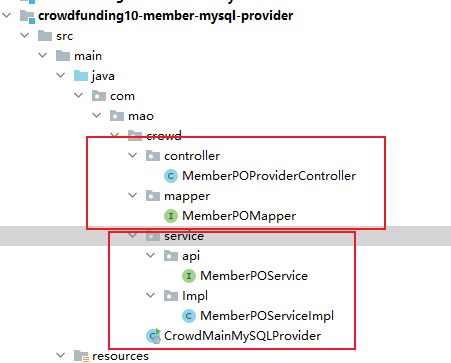 crowdfunding10-member-mysql-provider
src
main
java
com
mao
crowd
controller
MemberPOProviderController
mapper
MemberPOMapper
service
api
MemberPOService
Impl
MemberPOServiceImpl
CrowdMainMySQLProvider
resources